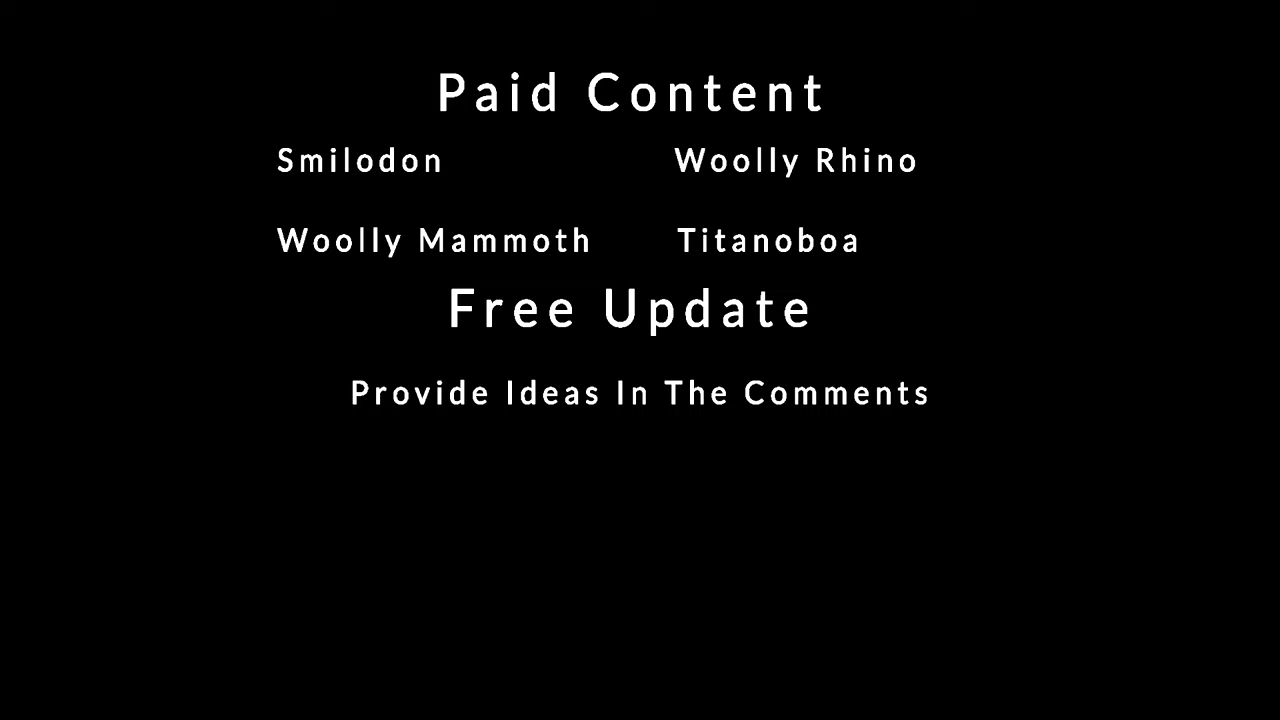 Paid Content
Smilodon Woolly Rhino
Woolly Mammoth Titanoboa
Free Update
Provide Ideas In The Comments